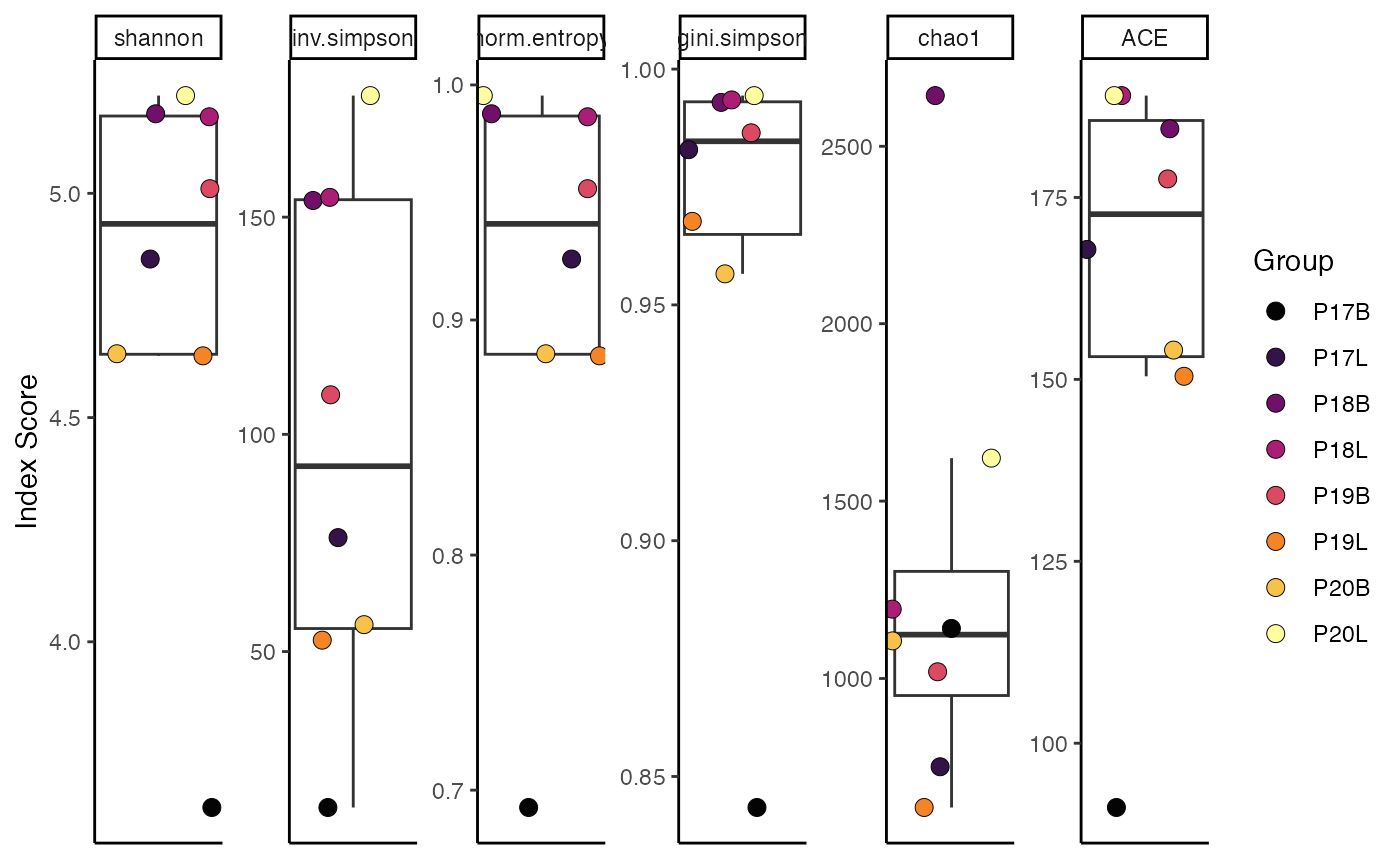 shannon
inv.simpson
norm.entropy
gini.simpson
chao1
ACE
Index Score
5.0
4.5
4.0
150
100
50
1.0
0.9
0.8
0.7
1.00
0.95
0.90
0.85
2500
2000
1500
1000
175
150
125
100
Group
P17B
P17L
P18B
P18L
P19B
P19L
P20B
P20L